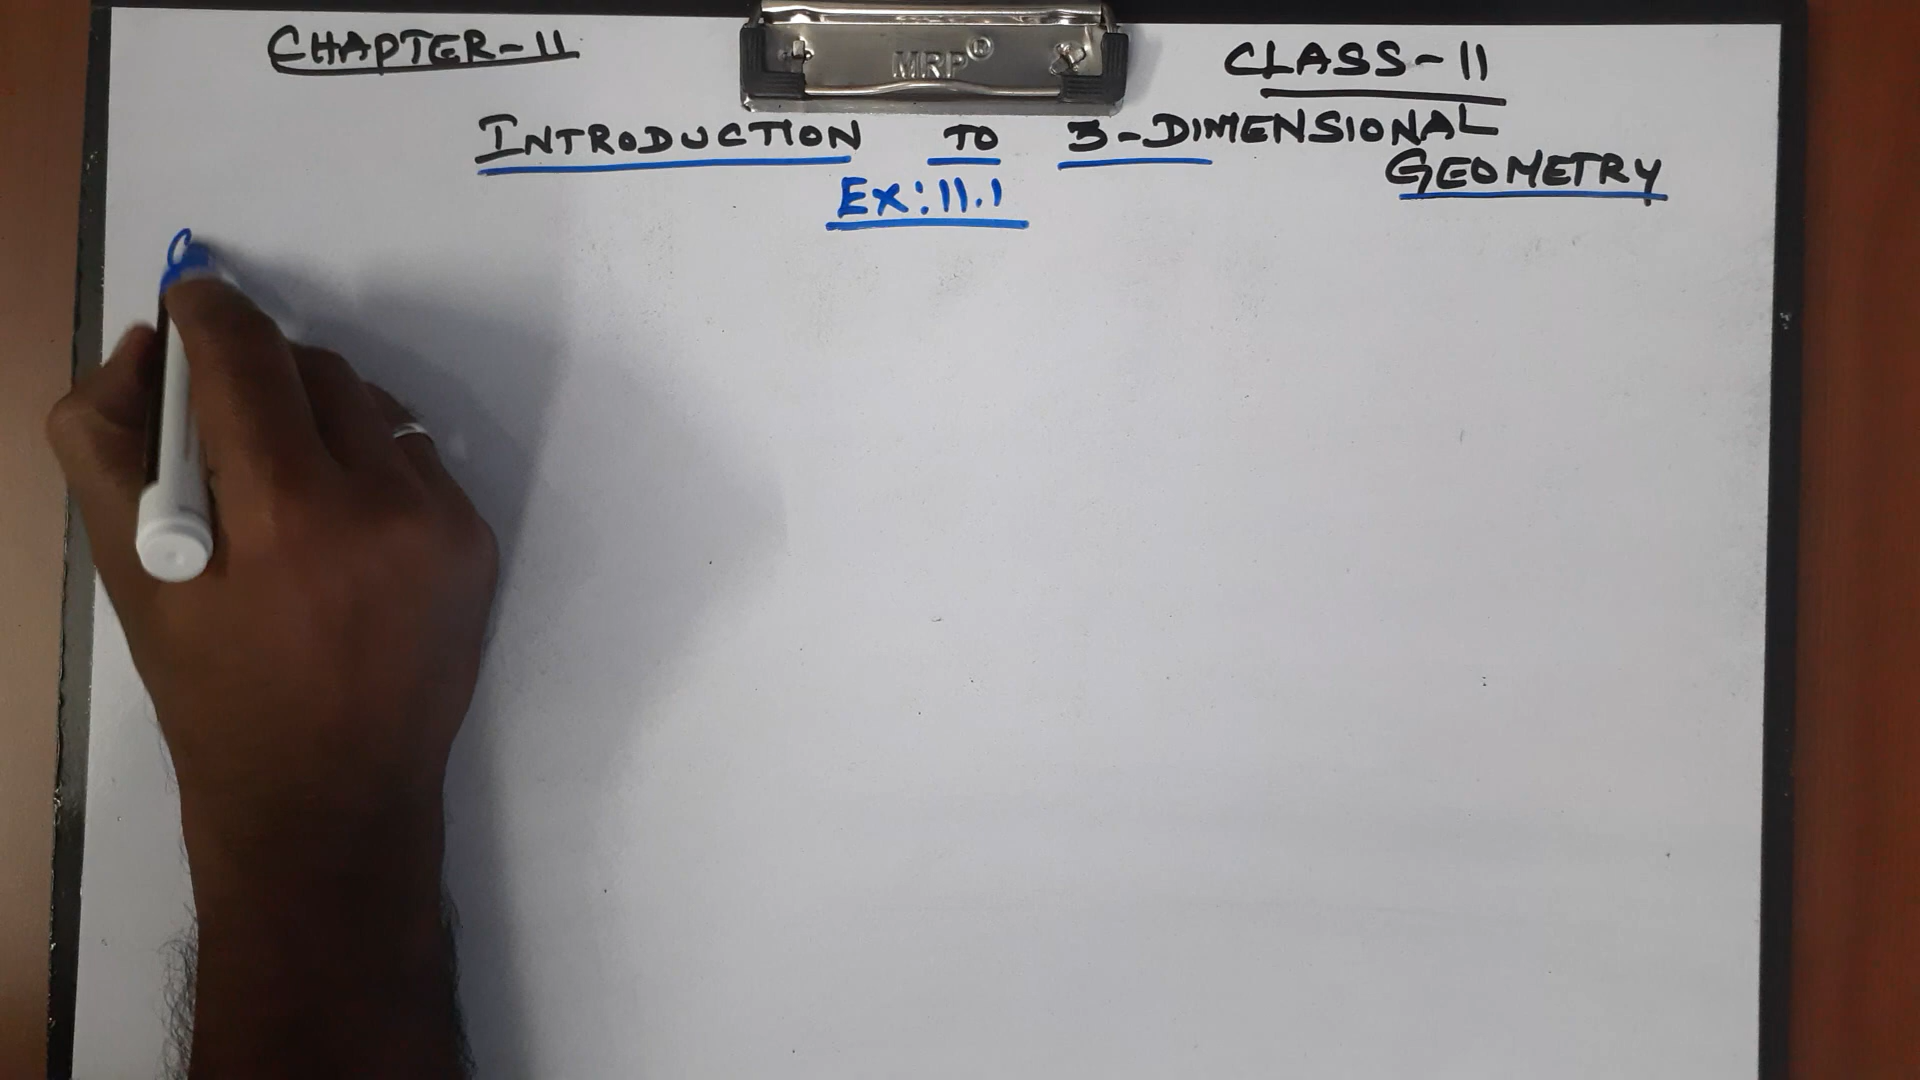 CHAPTER-11
MRP®
CLASS-11
INTRODUCTION TO 3-DIMENSIONAL
GEOMETRY
Ex:11.1